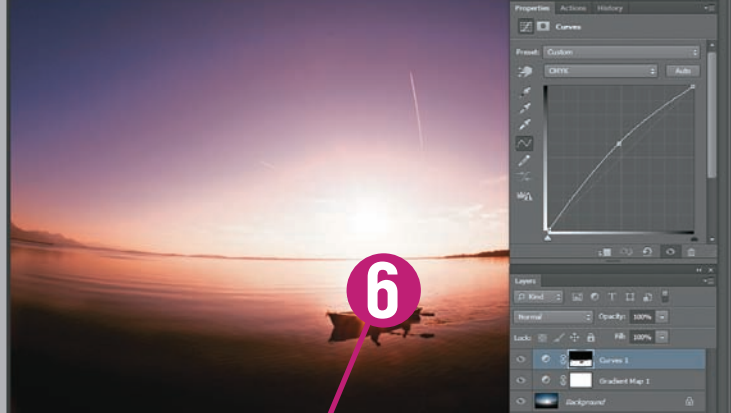 Properties Actions History
Curves
Preset: Custom
CMYK Auto
6
Layers
Kind
Normal Opacity: 100%
Lock: Fill: 100%
Curves 1
Gradient Map 1
Background